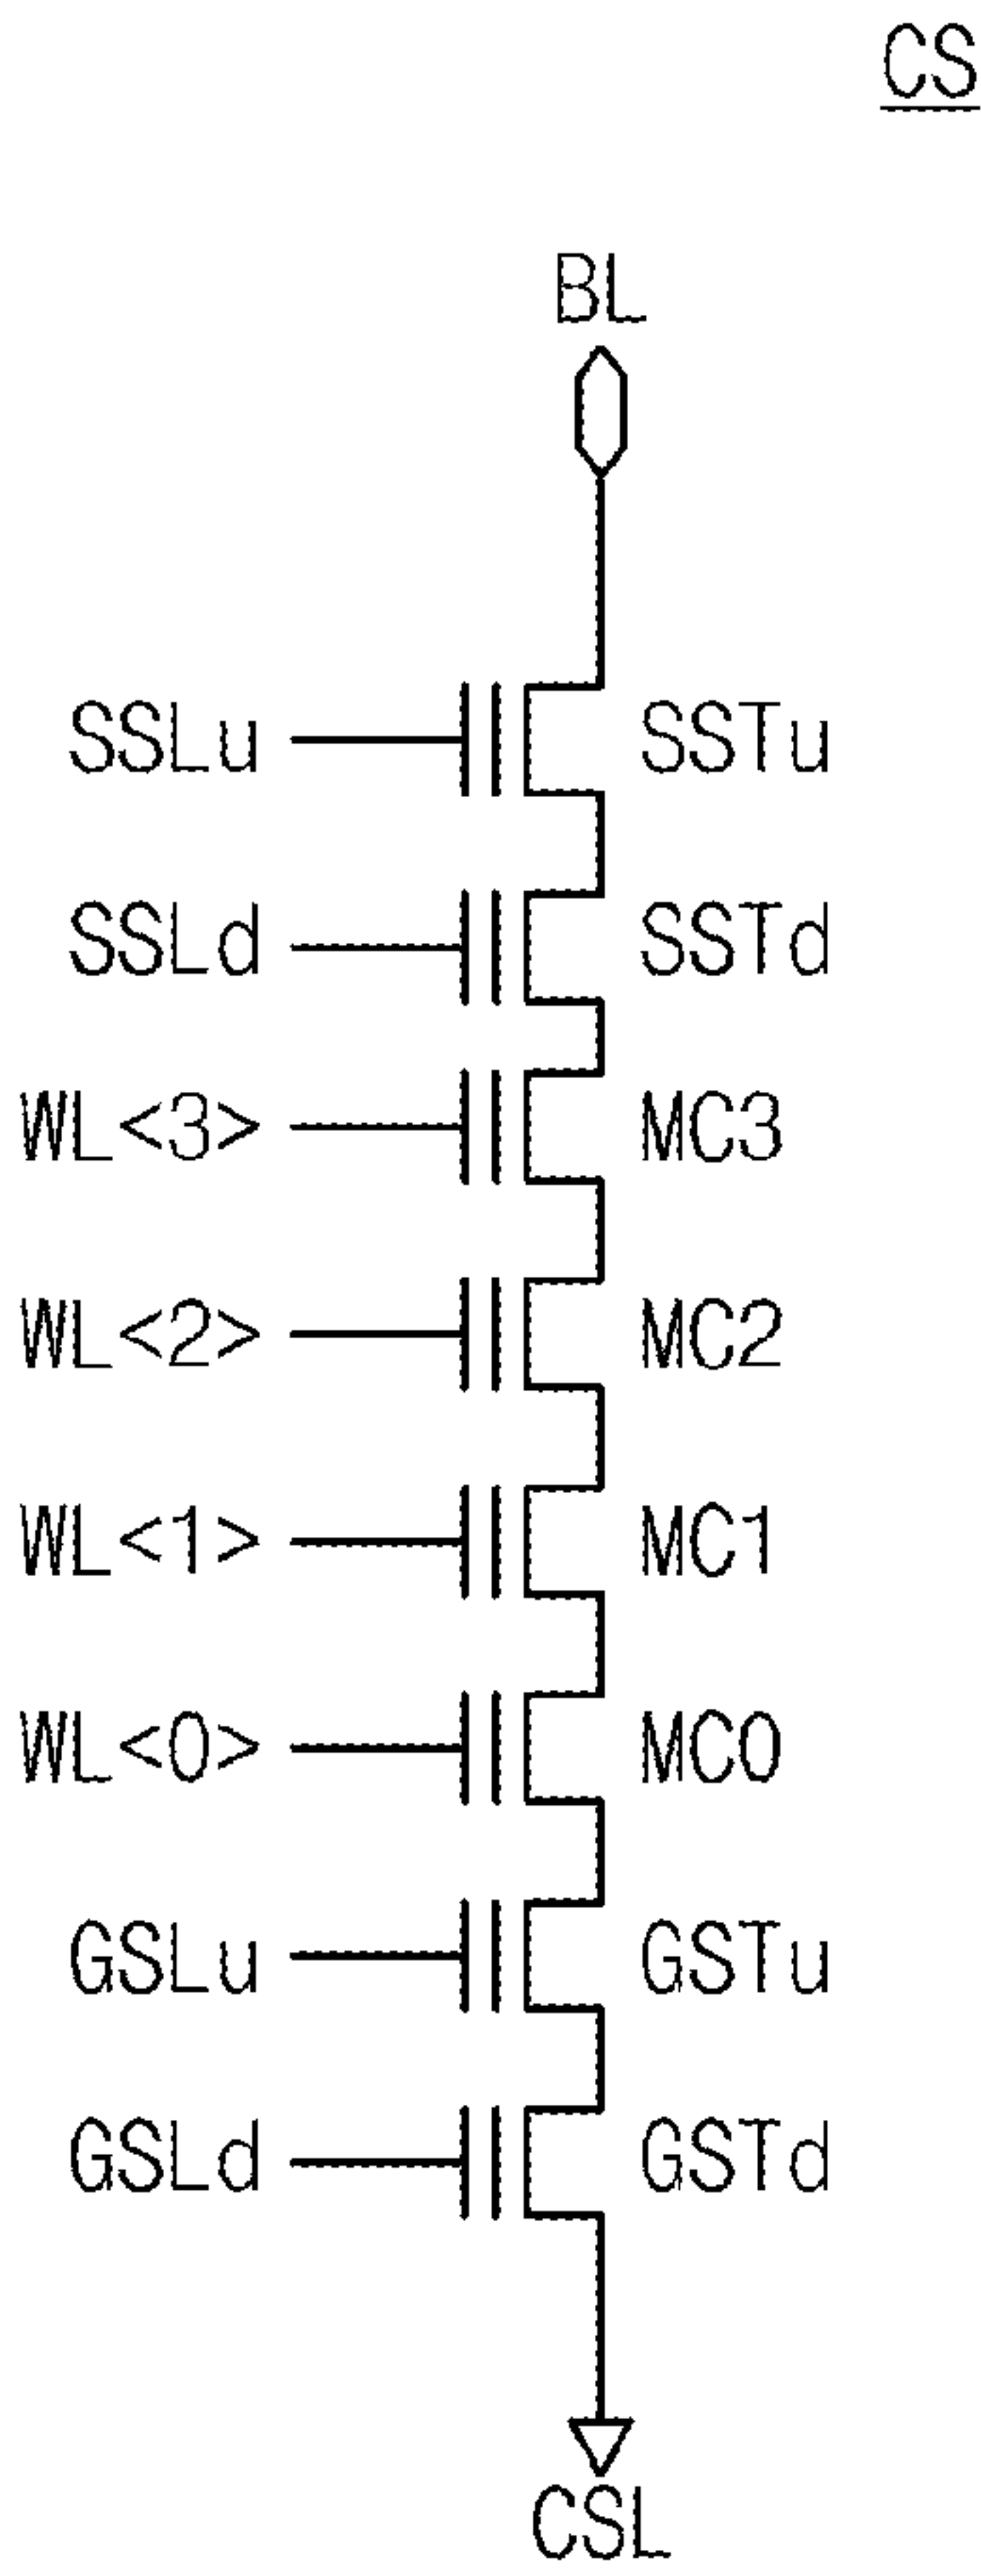 CS
BL
SSLu SSTu
SSLd SSTd
WL<3> MC3
WL<2> MC2
WL<1> MC1
WL<0> MC0
GSLu GSTu
GSLd GSTd
CSL